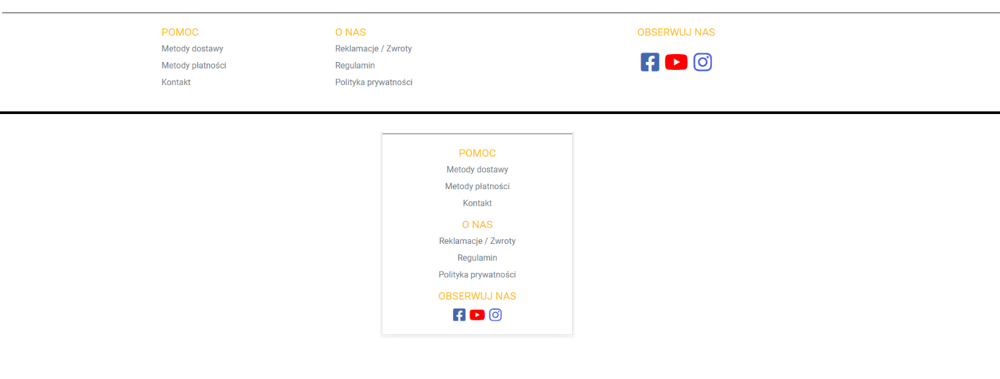 POMOC
Metody dostawy
Metody płatności
Kontakt
O NAS
Reklamacje / Zwroty
Regulamin
Polityka prywatności
OBSERWUJ NAS
POMOC
Metody dostawy
Metody płatności
Kontakt
O NAS
Reklamacje / Zwroty
Regulamin
Polityka prywatności
OBSERWUJ NAS